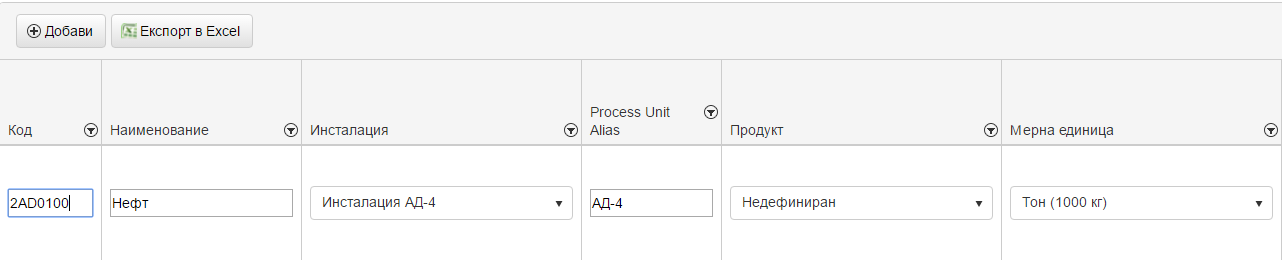 Добави
Експорт в Excel
Код
Наименование
Инсталация
Process Unit
Alias
Продукт
Мерна единица
2AD0100
Нефт
Инсталация АД-4
АД-4
Недефиниран
Тон (1000 кг)